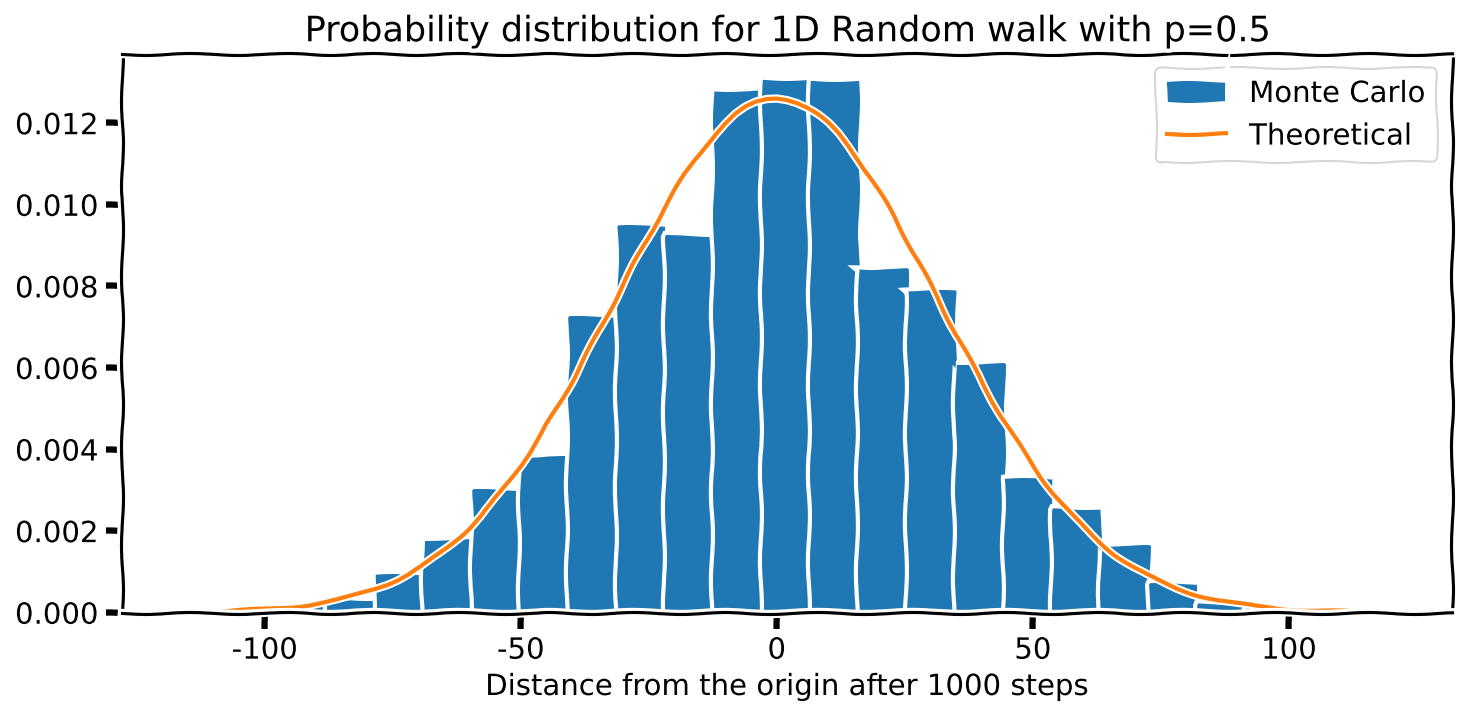 Probability distribution for 1D Random walk with p=0.5
Monte Carlo
Theoretical
0.012
0.010
0.008
0.006
0.004
0.002
0.000
-100 -50 0 50 100
Distance from the origin after 1000 steps